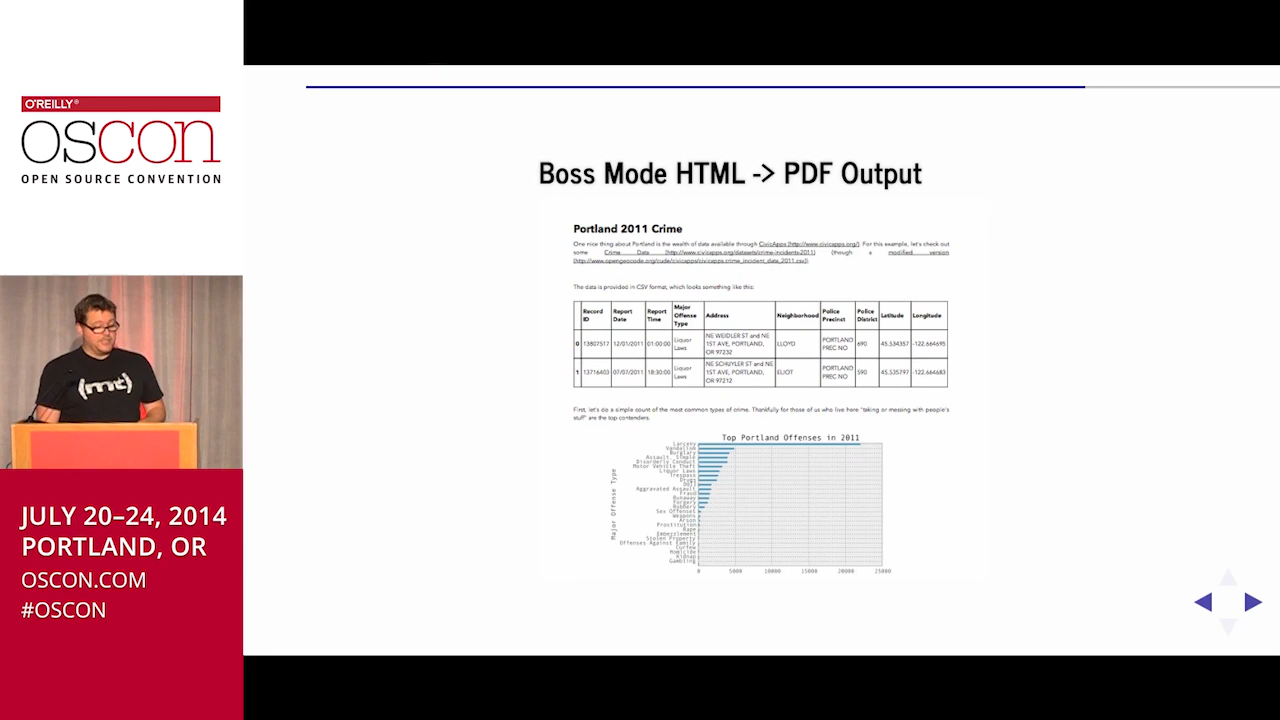 O'REILLY®
OSCON
OPEN SOURCE CONVENTION
(mt)
JULY 20–24, 2014
PORTLAND, OR
OSCON.COM
#OSCON
Boss Mode HTML -> PDF Output
Portland 2011 Crime
One nice thing about Portland is the wealth of data available through CivicApps [http://www.civicapps.org/]. For this example, let's check out
some Crime Data [http://www.civicapps.org/datasets/crime-incidents-2011] (though a modified version
[http://www.opengeocode.org/cude/civicapps/civicapps.crime_incident_data_2011.csv])
The data is provided in CSV format, which looks something like this:
Record ID Report Date Report Time Major Offense Type Address Neighborhood Police Precinct Police District Latitude Longitude
0 13807517 12/01/2011 01:00:00 Liquor Laws NE WEIDLER ST and NE 1ST AVE, PORTLAND, OR 97232 LLOYD PORTLAND PREC NO 690 45.534357 -122.664695
1 13716403 07/07/2011 18:30:00 Liquor Laws NE SCHUYLER ST and NE 1ST AVE, PORTLAND, OR 97212 ELIOT PORTLAND PREC NO 590 45.535797 -122.664683
First, let's do a simple count of the most common types of crime. Thankfully for those of us who live here "taking or messing with people's
stuff" are the top contenders.
Top Portland Offenses in 2011
Major Offense Type
Larceny
Vandalism
Burglary
Assault, Simple
Disorderly Conduct
Motor Vehicle Theft
Liquor Laws
Trespass
Drugs
DUII
Aggravated Assault
Fraud
Runaway
Forgery
Robbery
Sex Offenses
Weapons
Arson
Prostitution
Rape
Embezzlement
Stolen Property
Offenses Against Family
Curfew
Homicide
Kidnap
Gambling
0 5000 10000 15000 20000 25000